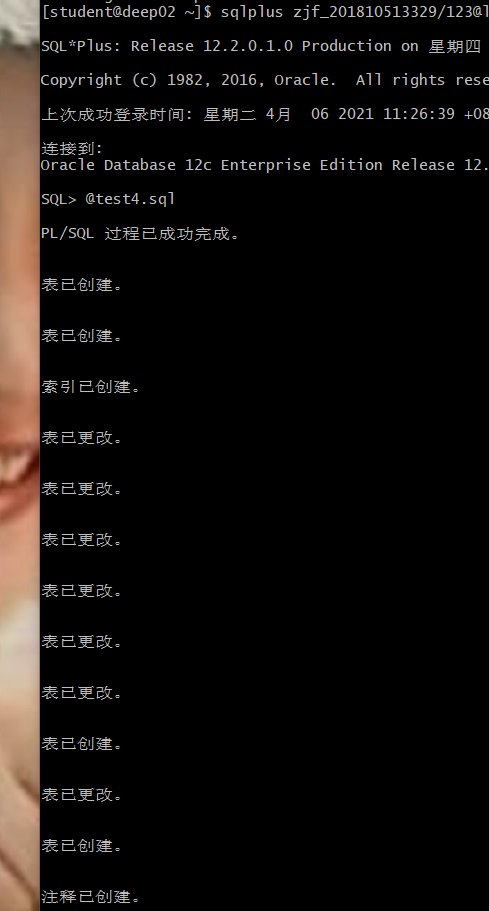 [student@deep02 ~]$ sqlplus zjf_201810513329/123@l
SQL*Plus: Release 12.2.0.1.0 Production on 星期四
Copyright (c) 1982, 2016, Oracle.  All rights rese
上次成功登录时间: 星期二 4月  06 2021 11:26:39 +08
连接到:
Oracle Database 12c Enterprise Edition Release 12.
SQL> @test4.sql
PL/SQL 过程已成功完成。
表已创建。
表已创建。
索引已创建。
表已更改。
表已更改。
表已更改。
表已更改。
表已更改。
表已更改。
表已创建。
表已更改。
表已创建。
注释已创建。